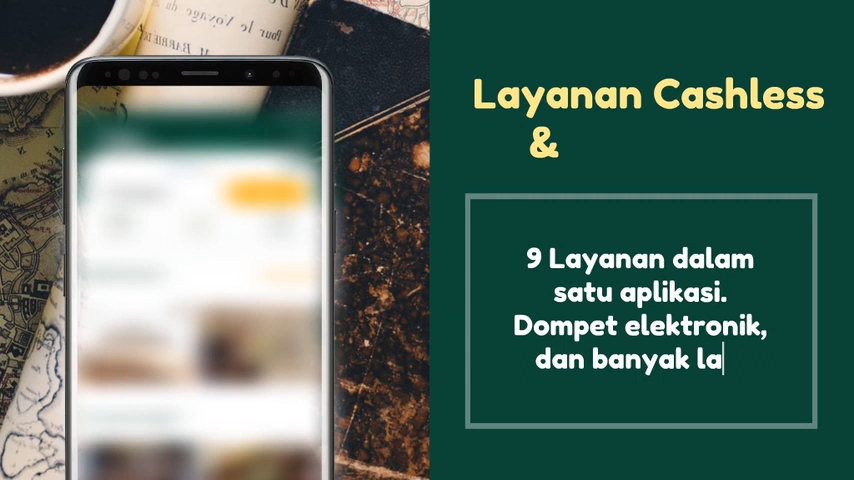 Layanan Cashless
&
9 Layanan dalam
satu aplikasi.
Dompet elektronik,
dan banyak la